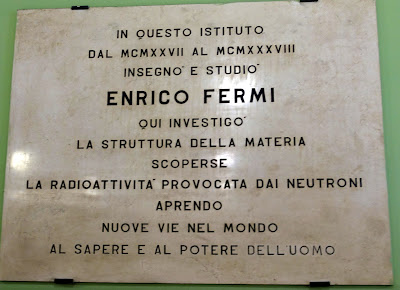 IN QUESTO ISTITUTO
DAL MCMXXVII AL MCMXXXVIII
INSEGNO' E STUDIO'
ENRICO FERMI
QUI INVESTIGO'
LA STRUTTURA DELLA MATERIA
SCOPERSE
LA RADIOATTIVITA' PROVOCATA DAI NEUTRONI
APRENDO
NUOVE VIE NEL MONDO
AL SAPERE E AL POTERE DELL'UOMO